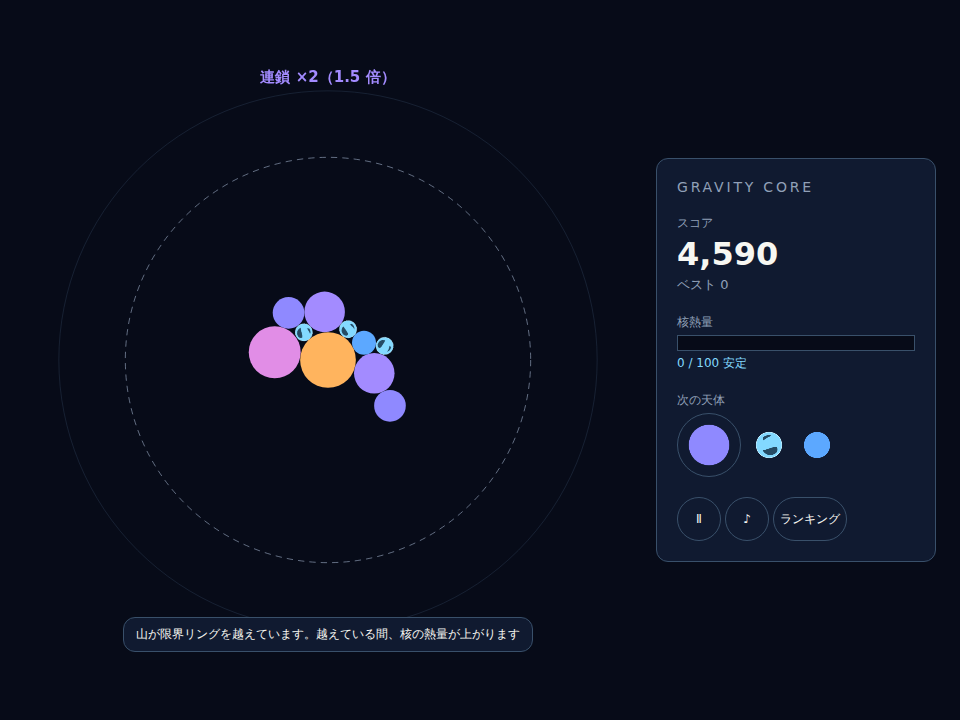 連鎖 ×2（1.5 倍）
GRAVITY CORE
スコア
4,590
ベスト 0
核熱量
0 / 100 安定
次の天体
Ⅱ
♪
ランキング
山が限界リングを越えています。越えている間、核の熱量が上がります